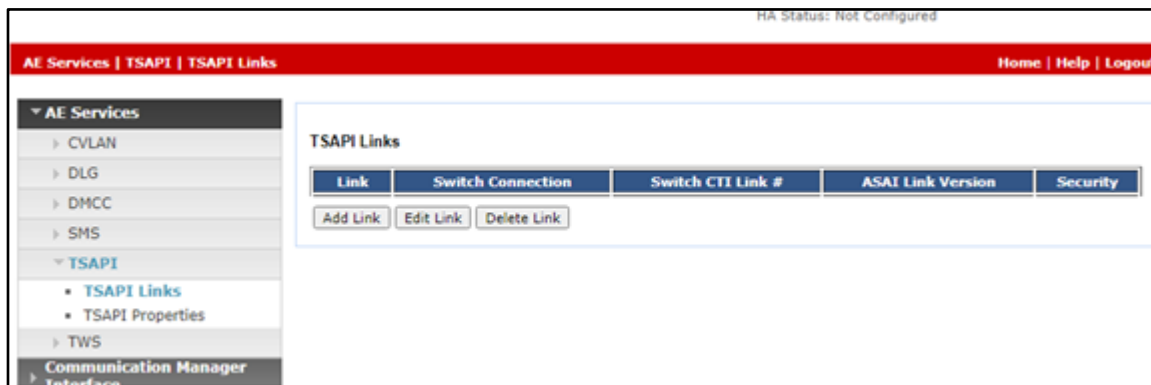 HA Status: Not Configured
AE Services | TSAPI | TSAPI Links Home | Help | Logout
AE Services
CVLAN
DLG
DMCC
SMS
TSAPI
TSAPI Links
TSAPI Properties
TWS
Communication Manager
Interface
TSAPI Links
Link Switch Connection Switch CTI Link # ASAI Link Version Security
Add Link Edit Link Delete Link